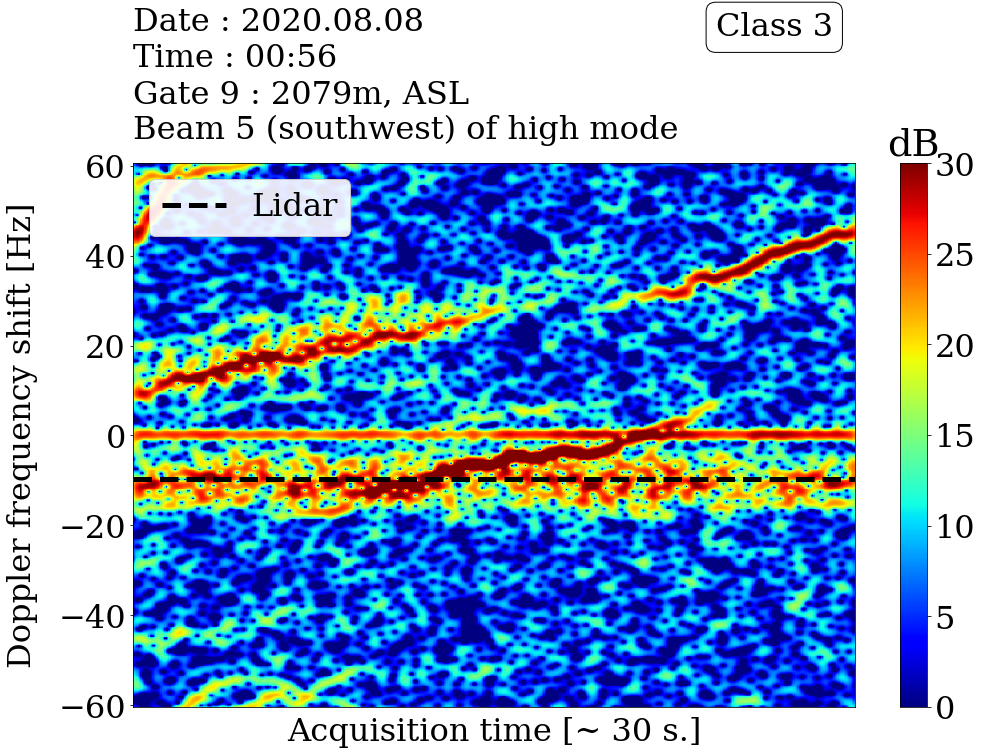 Date : 2020.08.08
Time : 00:56
Gate 9 : 2079m, ASL
Beam 5 (southwest) of high mode
Class 3
dB
Lidar
Doppler frequency shift [Hz]
60
40
20
0
−20
−40
−60
Acquisition time [~ 30 s.]
30
25
20
15
10
5
0